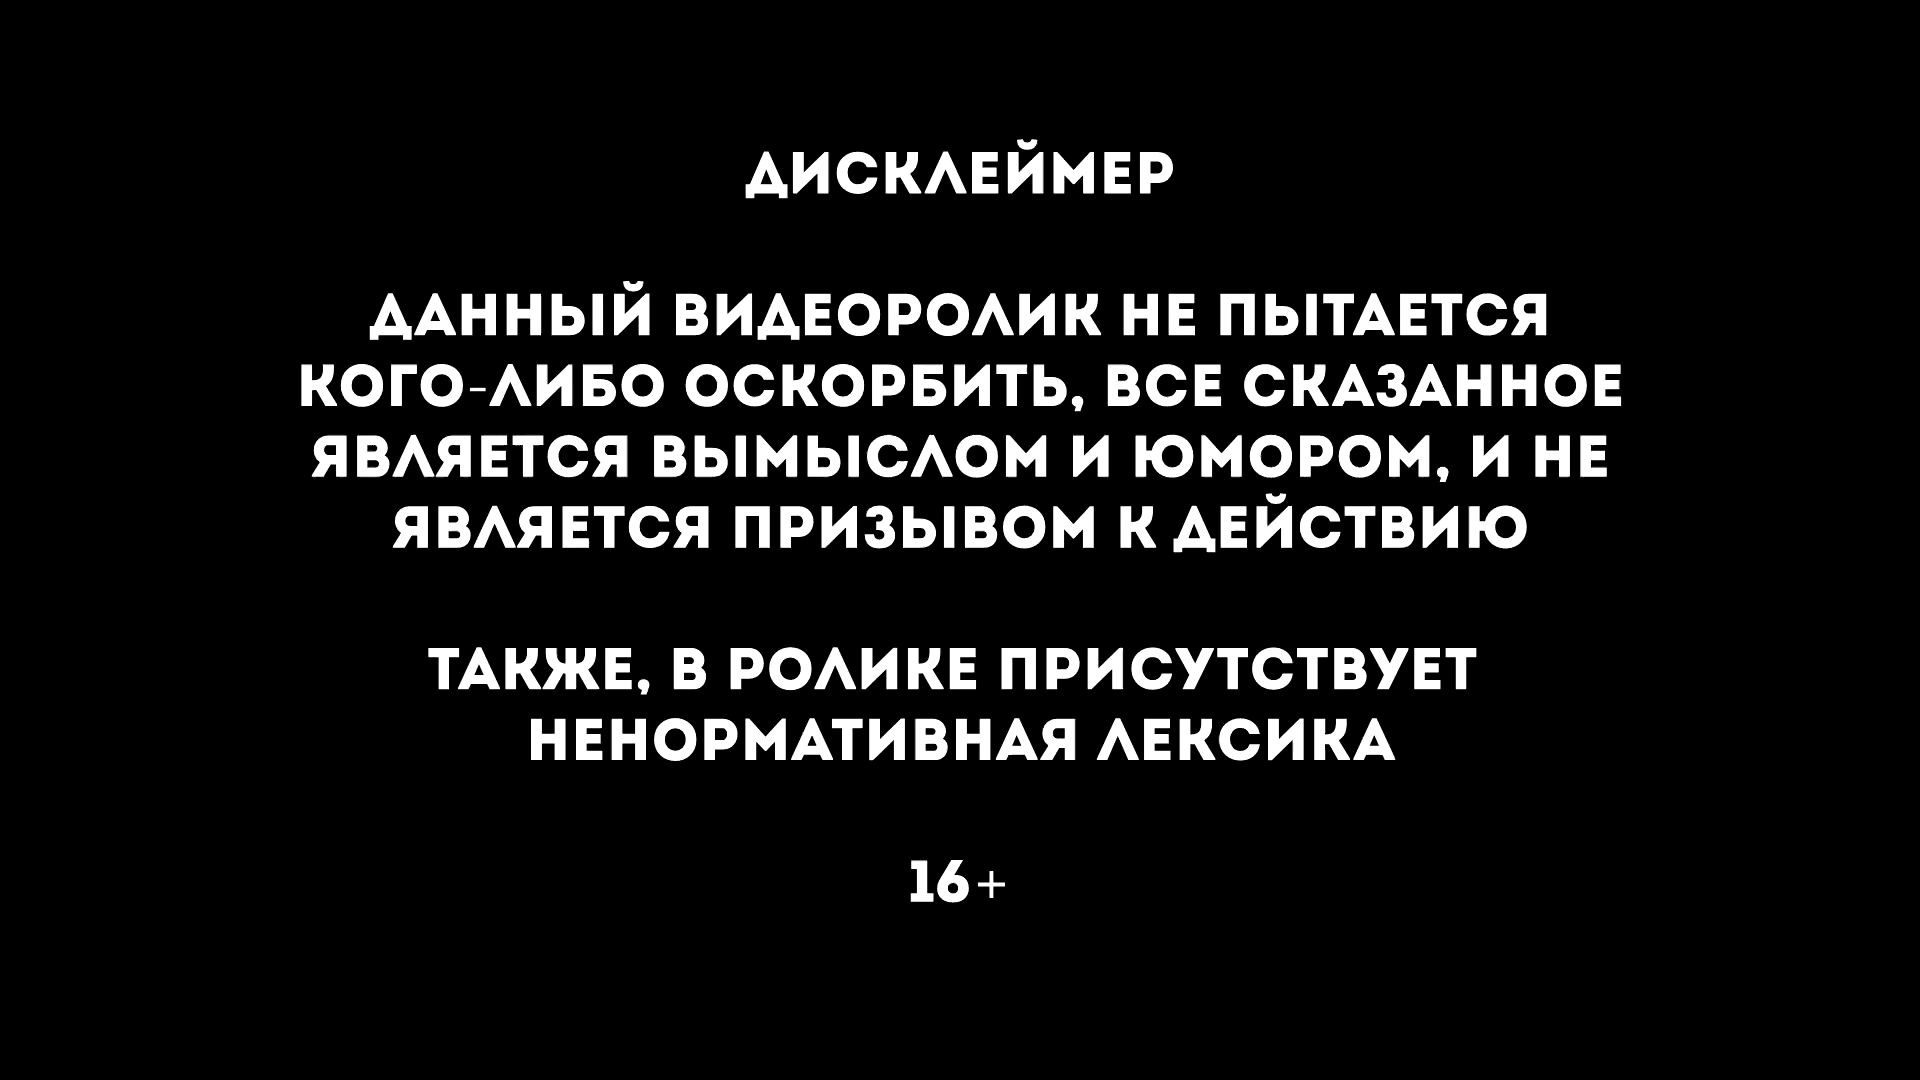 ДИСКЛЕЙМЕР
ДАННЫЙ ВИДЕОРОЛИК НЕ ПЫТАЕТСЯ
КОГО-ЛИБО ОСКОРБИТЬ, ВСЕ СКАЗАННОЕ
ЯВЛЯЕТСЯ ВЫМЫСЛОМ И ЮМОРОМ, И НЕ
ЯВЛЯЕТСЯ ПРИЗЫВОМ К ДЕЙСТВИЮ
ТАКЖЕ, В РОЛИКЕ ПРИСУТСТВУЕТ
НЕНОРМАТИВНАЯ ЛЕКСИКА
16+